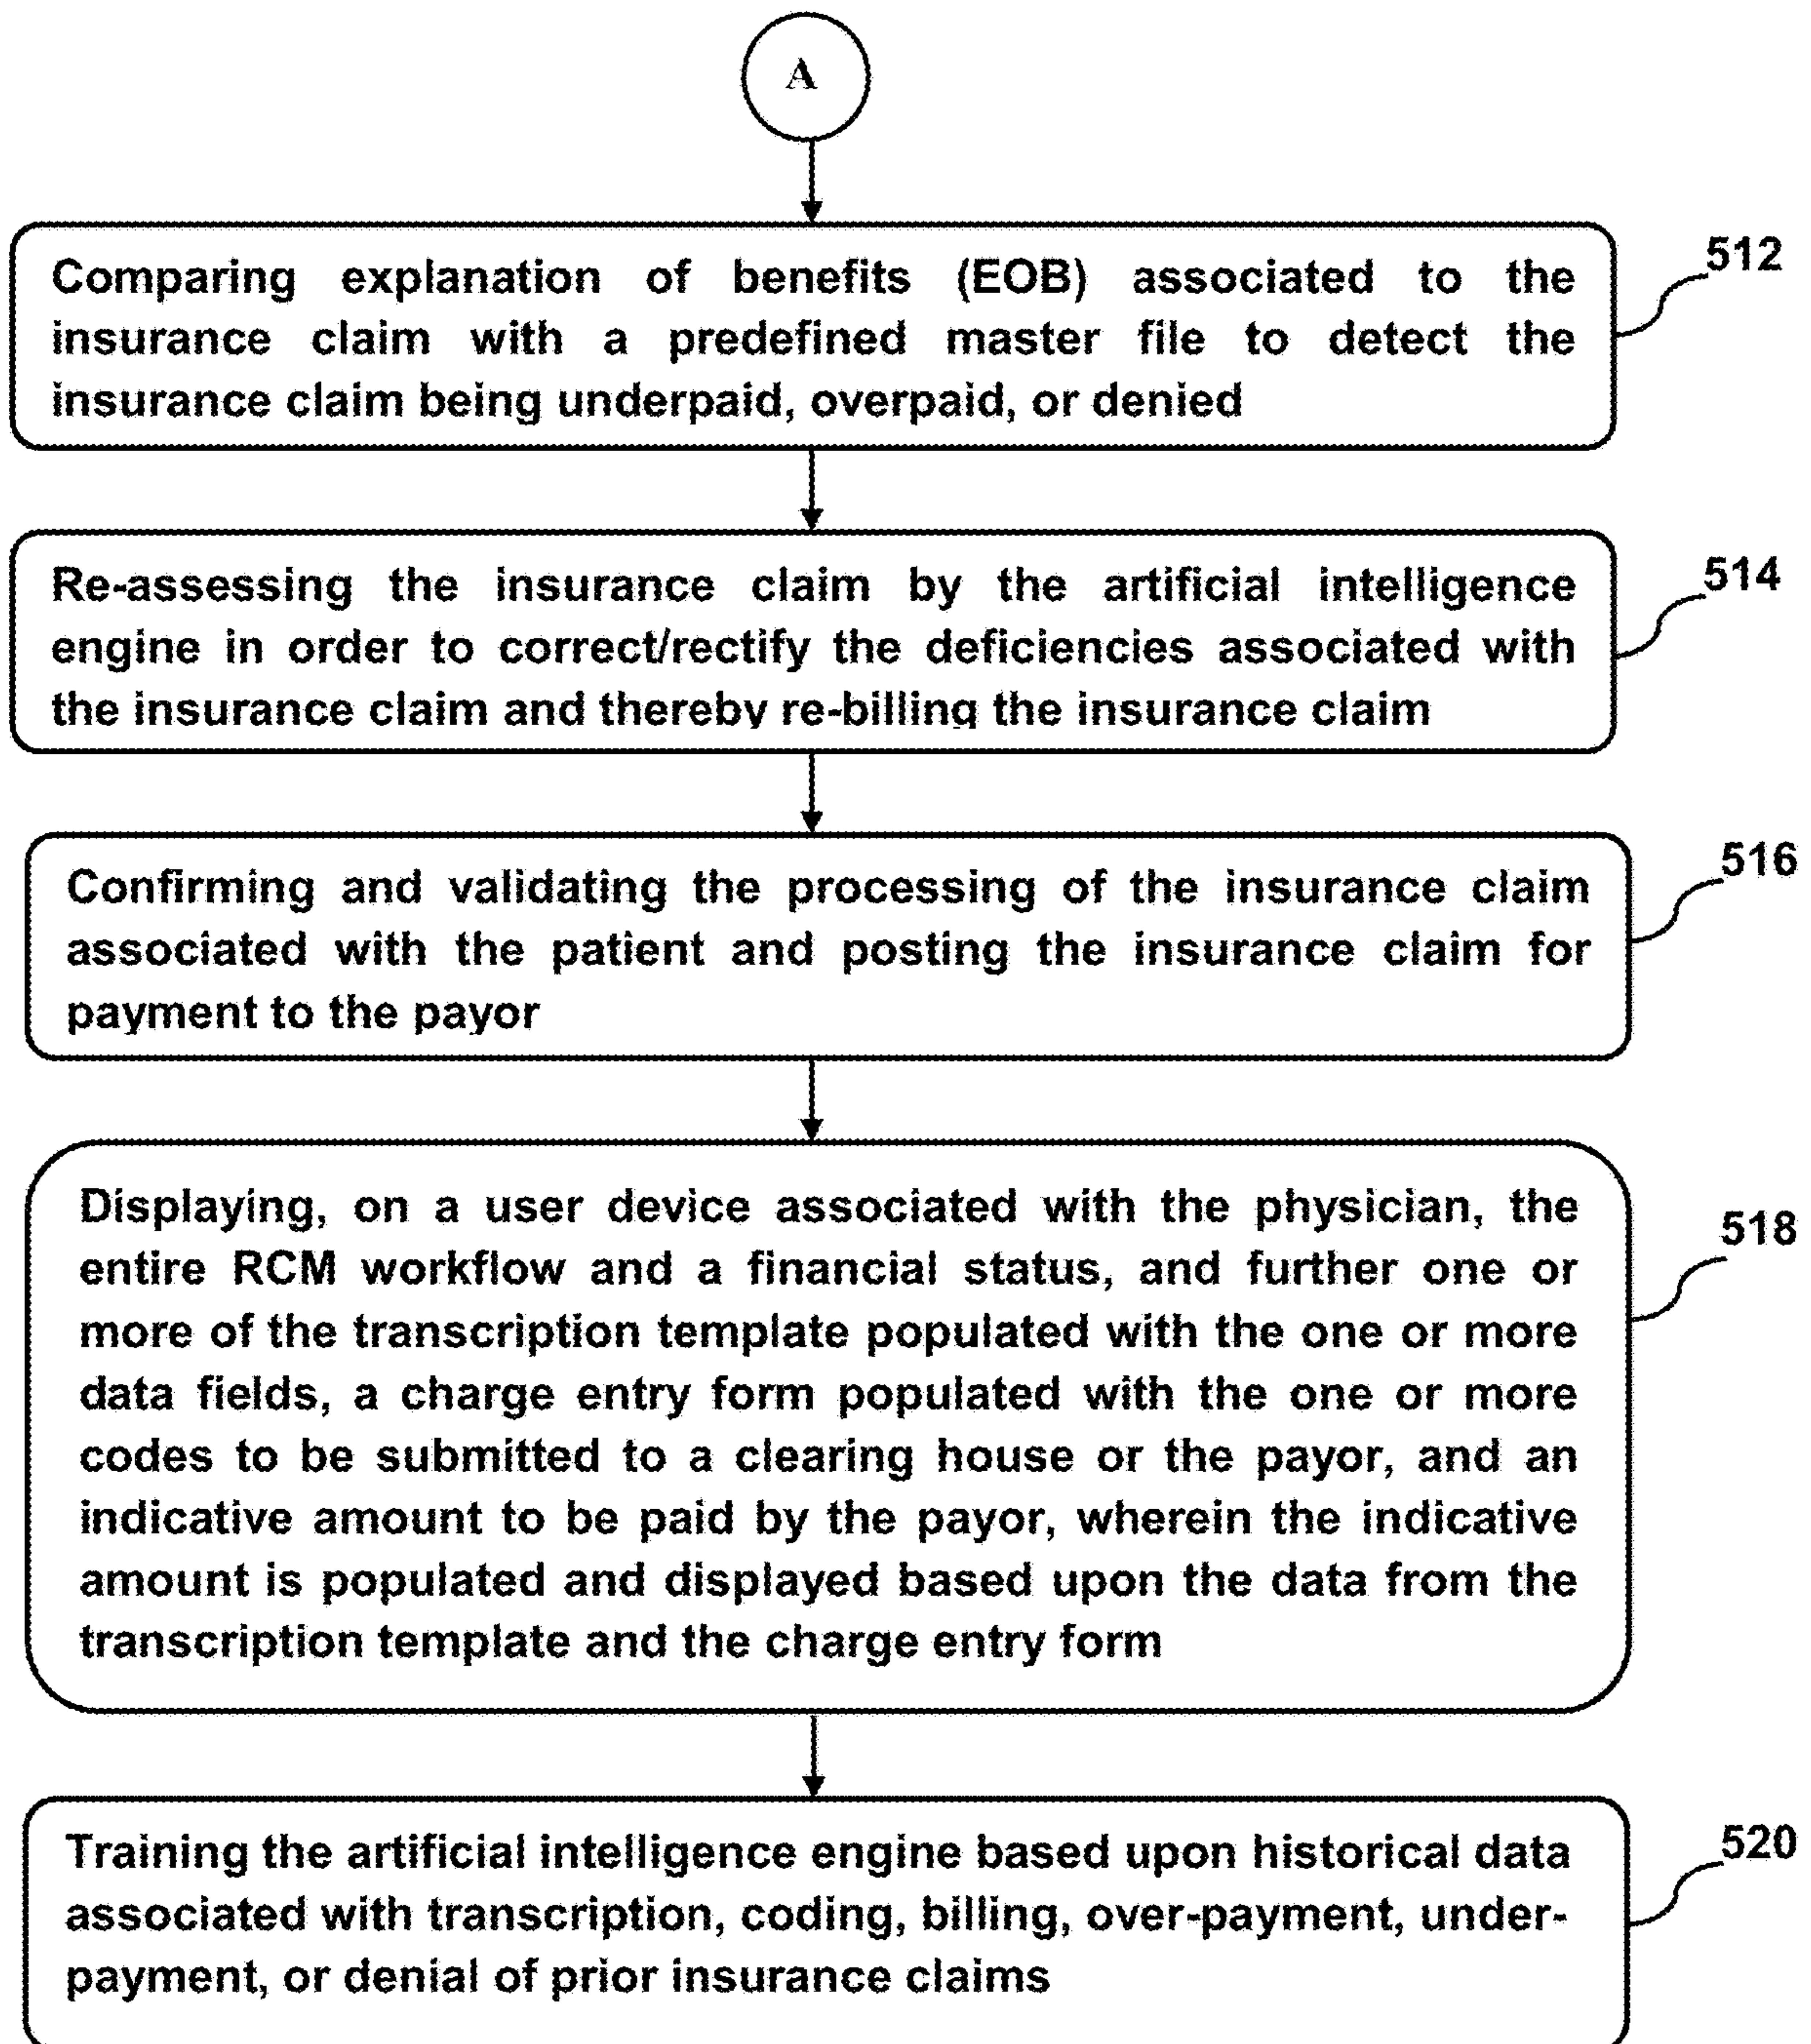 A
512
Comparing explanation of benefits (EOB) associated to the
insurance claim with a predefined master file to detect the
insurance claim being underpaid, overpaid, or denied
514
Re-assessing the insurance claim by the artificial intelligence
engine in order to correct/rectify the deficiencies associated with
the insurance claim and thereby re-billing the insurance claim
516
Confirming and validating the processing of the insurance claim
associated with the patient and posting the insurance claim for
payment to the payor
518
Displaying, on a user device associated with the physician, the
entire RCM workflow and a financial status, and further one or
more of the transcription template populated with the one or more
data fields, a charge entry form populated with the one or more
codes to be submitted to a clearing house or the payor, and an
indicative amount to be paid by the payor, wherein the indicative
amount is populated and displayed based upon the data from the
transcription template and the charge entry form
520
Training the artificial intelligence engine based upon historical data
associated with transcription, coding, billing, over-payment, under-
payment, or denial of prior insurance claims